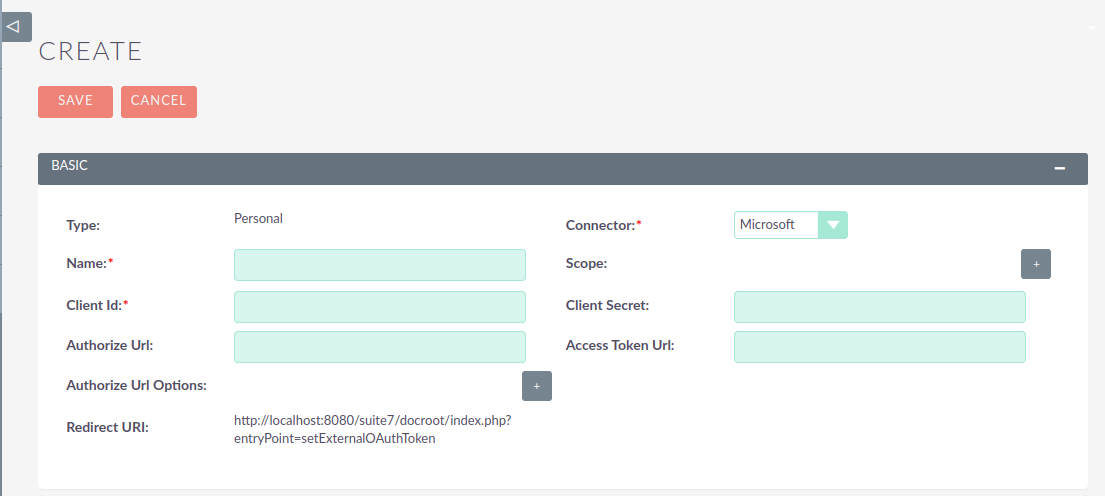 CREATE
SAVE CANCEL
BASIC
Type: Personal Connector:* Microsoft
Name:* Scope: +
Client Id:* Client Secret:
Authorize Url: Access Token Url:
Authorize Url Options: +
Redirect URI: http://localhost:8080/suite7/docroot/index.php?
entryPoint=setExternalOAuthToken